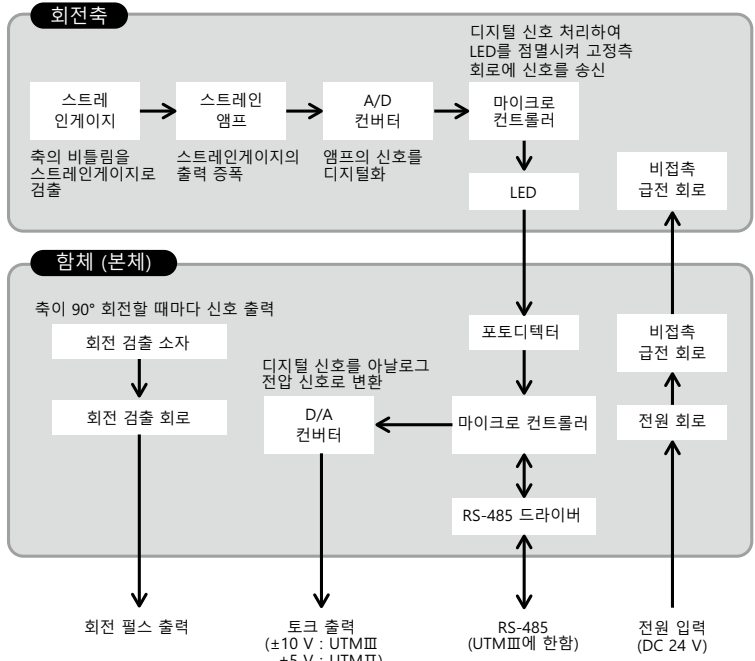 회전축
디지털 신호 처리하여
LED를 점멸시켜 고정측
회로에 신호를 송신
스트레
인게이지
스트레인
앰프
A/D
컨버터
마이크로
컨트롤러
축의 비틀림을
스트레인게이지로
검출
스트레인게이지의
출력 증폭
앰프의 신호를
디지털화
LED
비접촉
급전 회로
함체 (본체)
축이 90° 회전할 때마다 신호 출력
회전 검출 소자
포토디텍터
비접촉
급전 회로
디지털 신호를 아날로그
전압 신호로 변환
회전 검출 회로
D/A
컨버터
마이크로 컨트롤러
전원 회로
RS-485 드라이버
회전 펄스 출력
토크 출력
(±10 V : UTMⅢ
±5 V : UTMⅡ)
RS-485
(UTMⅢ에 한함)
전원 입력
(DC 24 V)